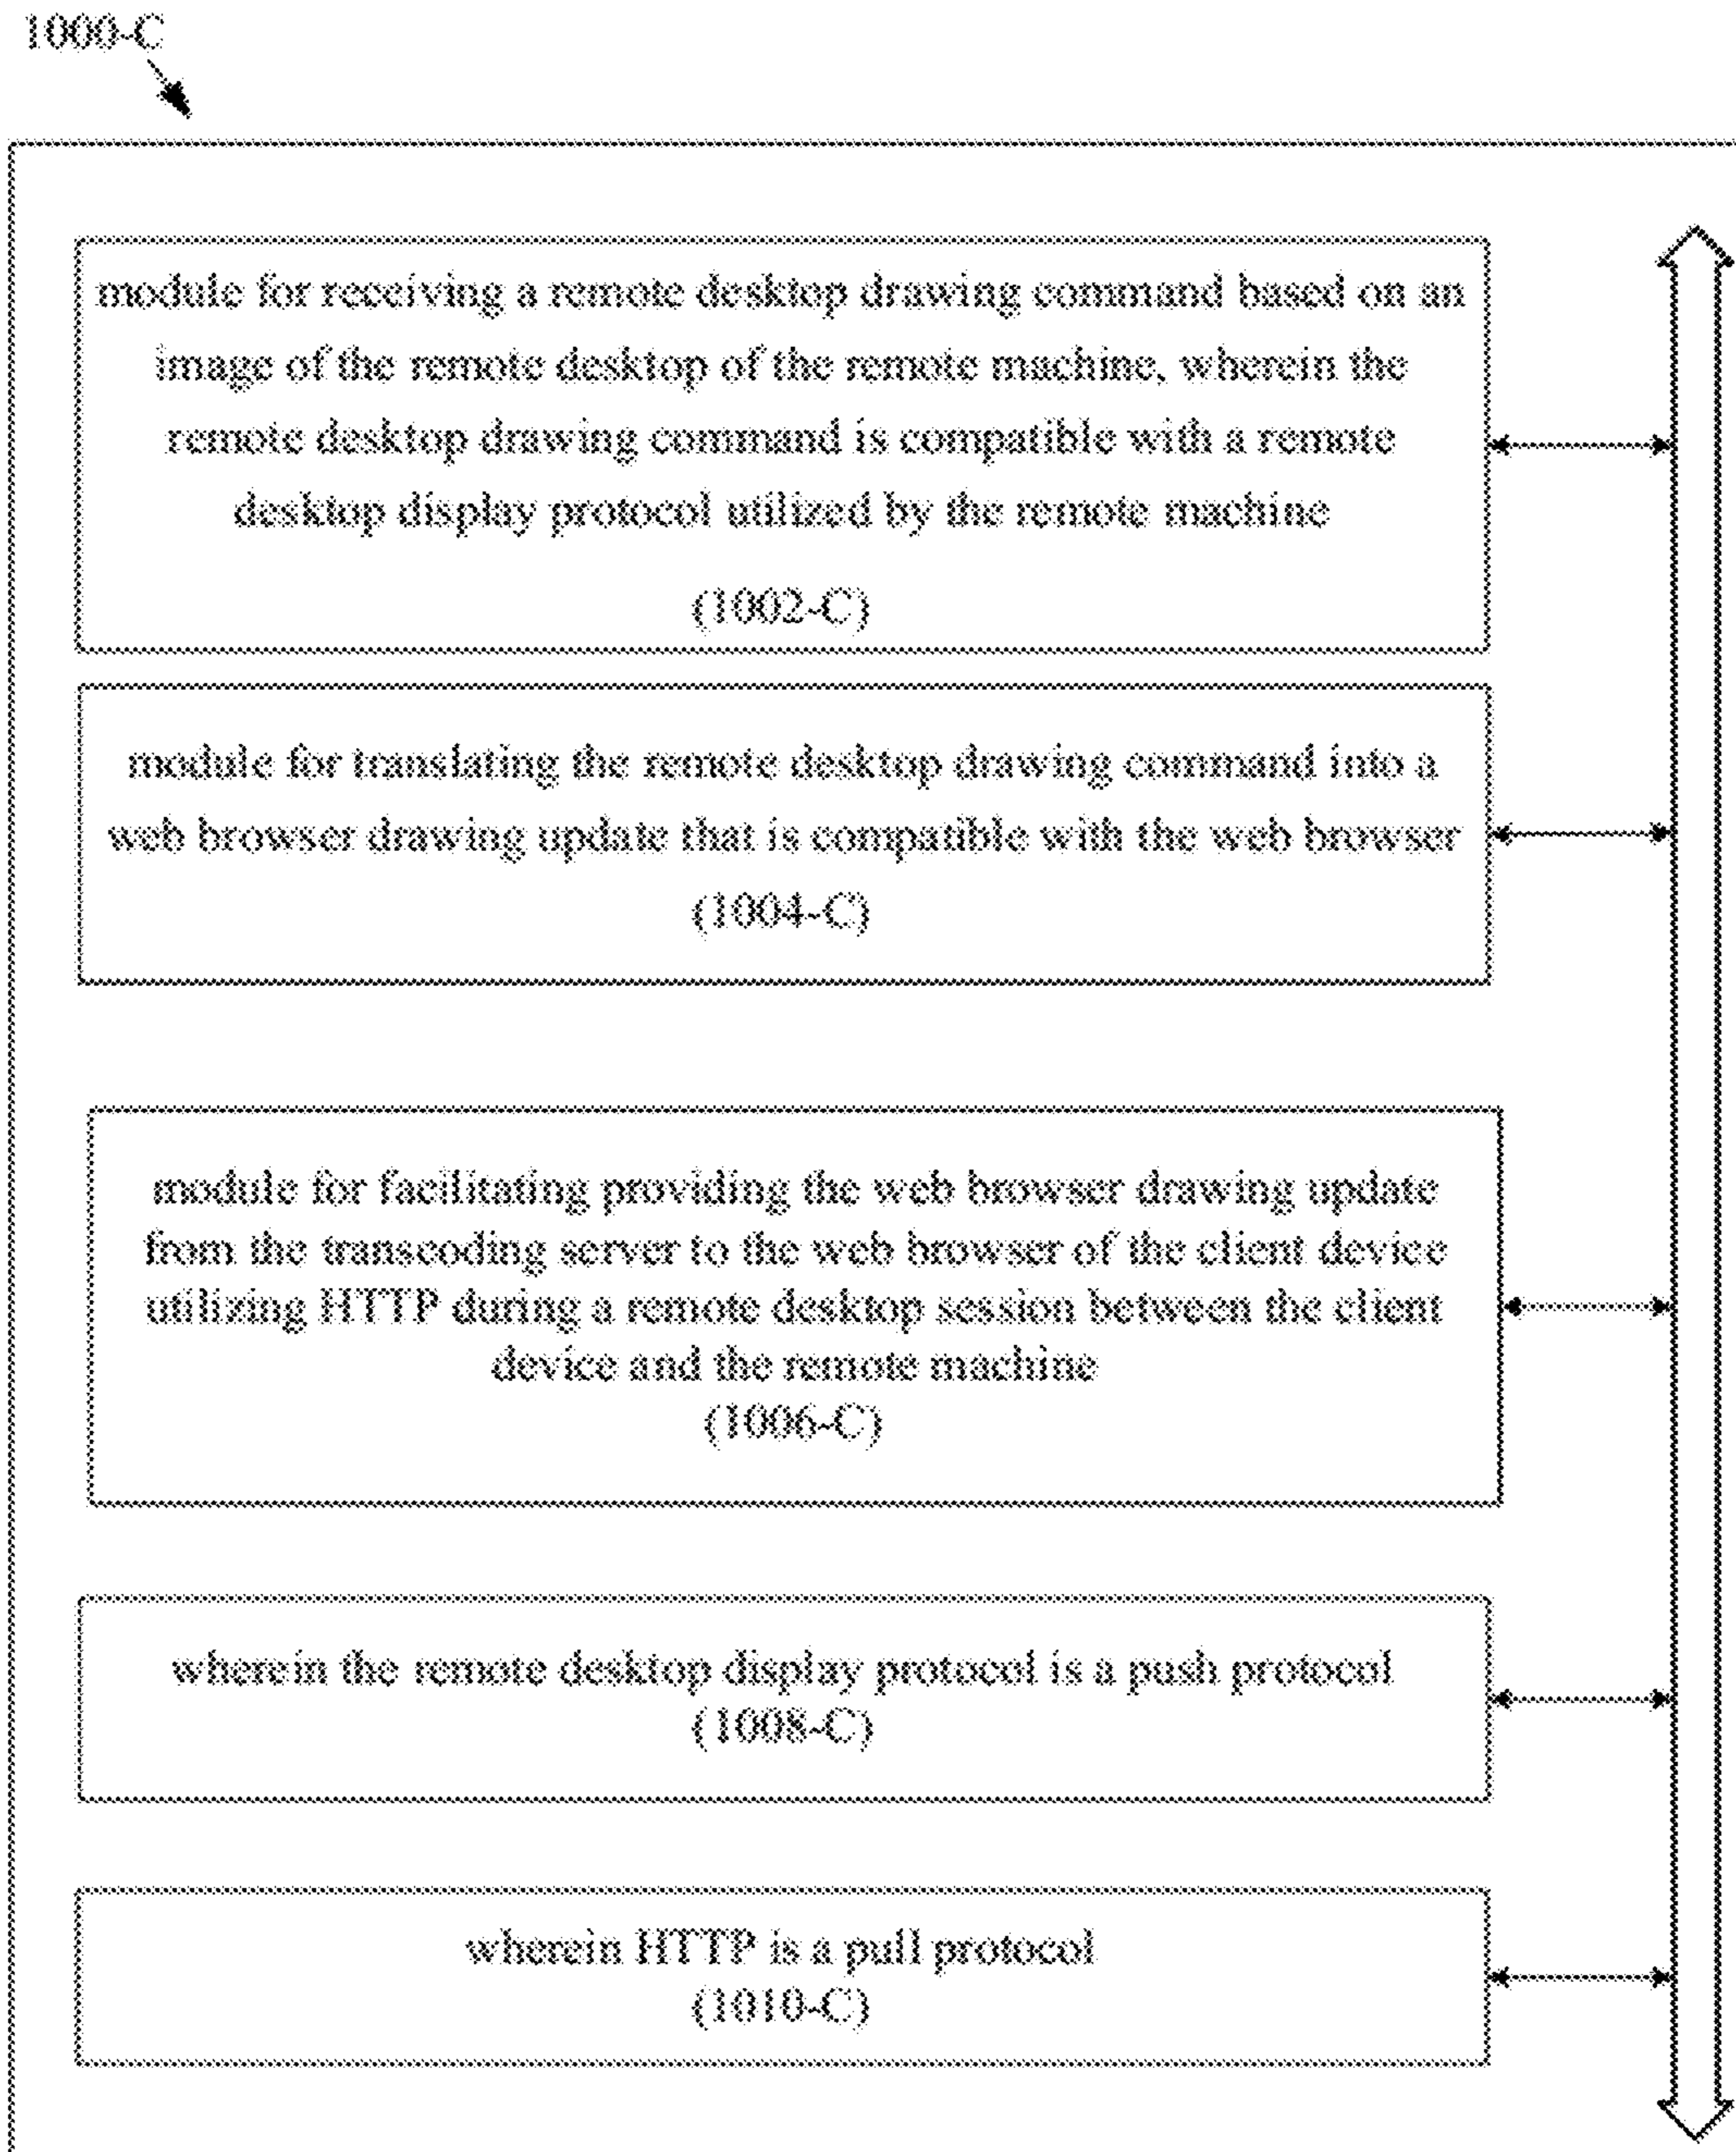 1000-C
module for receiving a remote desktop drawing command based on an
image of the remote desktop of the remote machine, wherein the
remote desktop drawing command is compatible with a remote
desktop display protocol utilized by the remote machine
(1002-C)
module for translating the remote desktop drawing command into a
web browser drawing update that is compatible with the web browser
(1004-C)
module for facilitating providing the web browser drawing update
from the transcoding server to the web browser of the client device
utilizing HTTP during a remote desktop session between the client
device and the remote machine
(1006-C)
wherein the remote desktop display protocol is a push protocol
(1008-C)
wherein HTTP is a pull protocol
(1010-C)